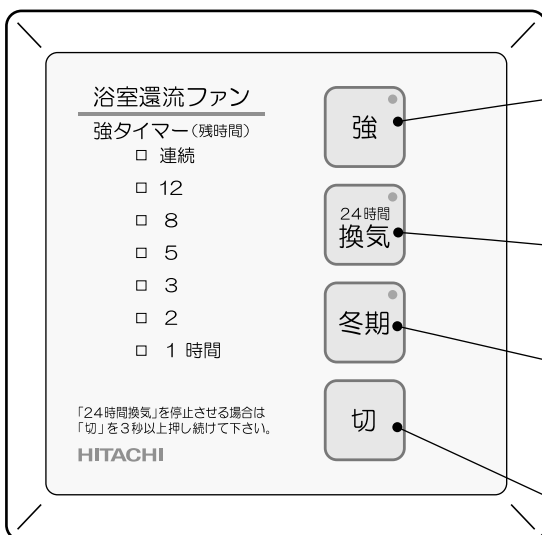 浴室還流ファン
強タイマー(残時間)
□ 連続
□ 12
□ 8
□ 5
□ 3
□ 2
□ 1 時間
「24時間換気」を停止させる場合は
「切」を3秒以上押し続けて下さい。
HITACHI
強
24時間
換気
冬期
切